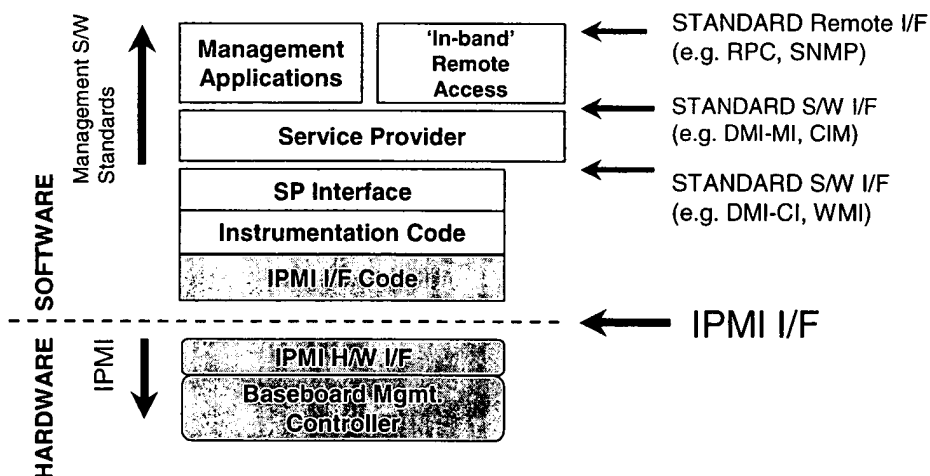 Management S/W
Standards
SOFTWARE
HARDWARE
IPMI
Management
Applications
‘In-band’
Remote
Access
Service Provider
SP Interface
Instrumentation Code
IPMI I/F Code
IPMI H/W I/F
Baseboard Mgmt
Controller
STANDARD Remote I/F
(e.g. RPC, SNMP)
STANDARD S/W I/F
(e.g. DMI-MI, CIM)
STANDARD S/W I/F
(e.g. DMI-CI, WMI)
IPMI I/F